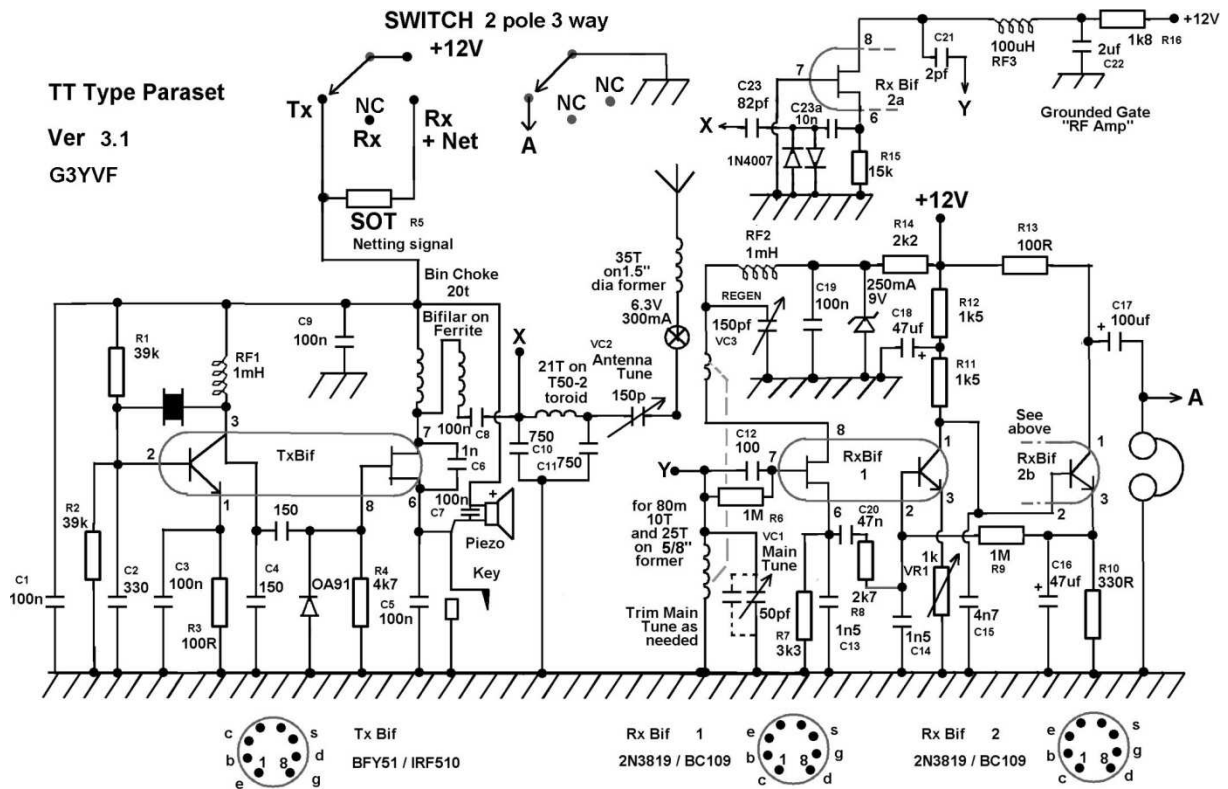 SWITCH 2 pole 3 way
+12V
TT Type Paraset
Ver 3.1
G3YVF
Tx
NC
Rx
Rx
+ Net
SOT
R5
Netting signal
NC
NC
A
C21
2pf
Y
100uH
RF3
2uf
C22
1k8
R16
+12V
8
7
Rx Bif
2a
6
C23
82pf
C23a
10n
X
1N4007
R15
15k
Grounded Gate
"RF Amp"
Bin Choke
20t
Bifilar on
Ferrite
R1
39k
RF1
1mH
C9
100n
X
35T
on1.5"
dia former
6.3V
300mA
21T on
T50-2
toroid
VC2
Antenna
Tune
150p
100n
C8
750
C10
C11
750
3
2
TxBif
1
8
7
6
1n
C6
100n
C7
+
Piezo
Key
R2
39k
C1
100n
C2
330
C3
100n
R3
100R
150
C4
150
OA91
R4
4k7
C5
100n
+12V
RF2
1mH
R14
2k2
R13
100R
REGEN
150pf
VC3
C19
100n
250mA
9V
C18
47uf
+
R12
1k5
R11
1k5
C17
+
100uf
A
See
above
RxBif
2b
1
2
3
Y
C12
100
7
8
RxBif
1
1
3
2
6
1M
R6
for 80m
10T
and 25T
on 5/8"
former
VC1
Main
Tune
50pf
Trim Main
Tune as
needed
C20
47n
2k7
R8
R7
3k3
1n5
C13
1n5
C14
1k
VR1
4n7
C15
1M
R9
C16
+
47uf
R10
330R
c
b
e
1
8
s
d
g
Tx Bif
BFY51 / IRF510
Rx Bif 1
2N3819 / BC109
e
b
c
1
8
s
g
d
Rx Bif 2
2N3819 / BC109
e
b
c
1
8
s
g
d